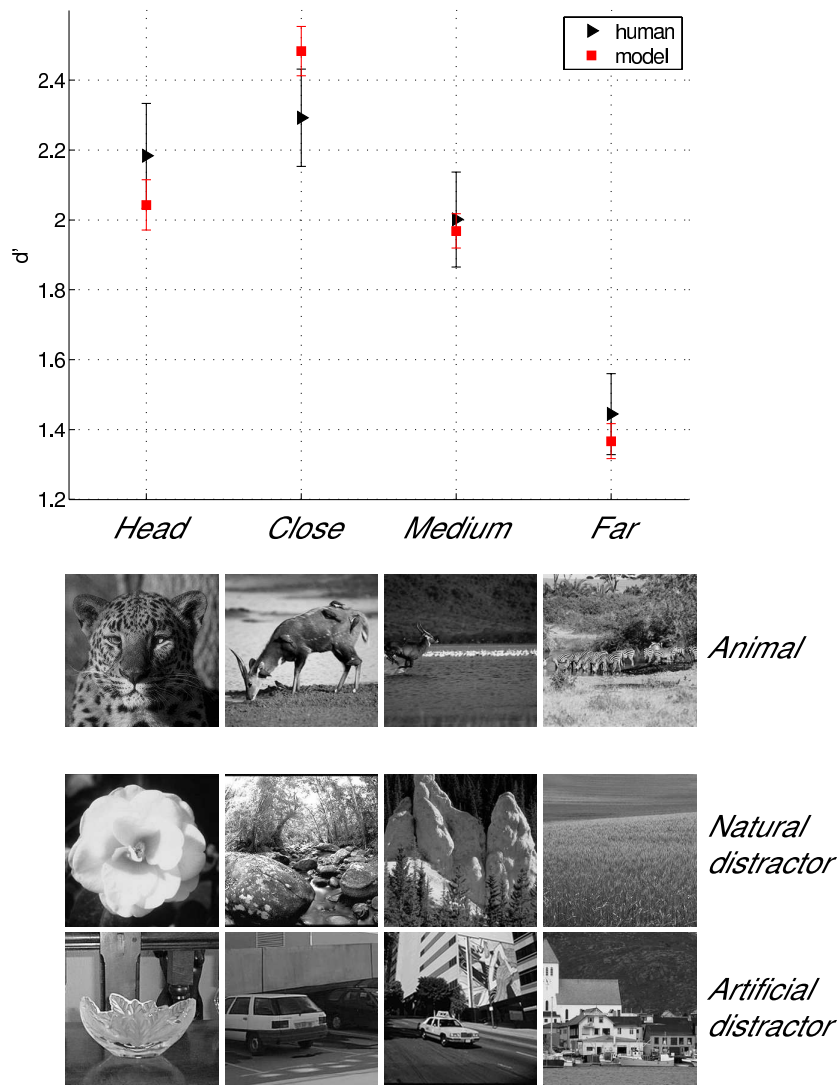 human
model
2.4
2.2
2
1.8
1.6
1.4
1.2
d'
Head Close Medium Far
Animal
Natural
distractor
Artificial
distractor